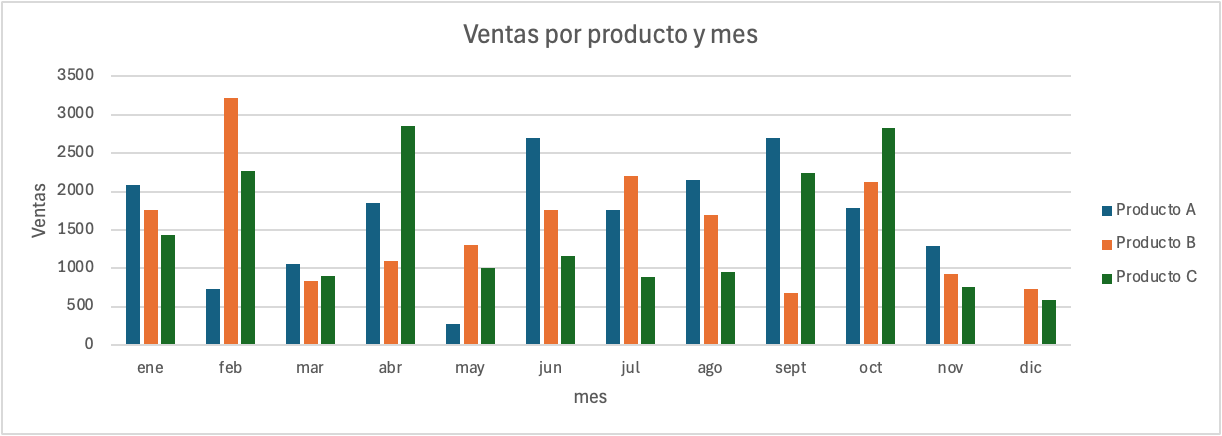 Ventas por producto y mes
3500
3000
2500
2000
1500
1000
500
0
Ventas
ene feb mar abr may jun jul ago sept oct nov dic
mes
Producto A
Producto B
Producto C